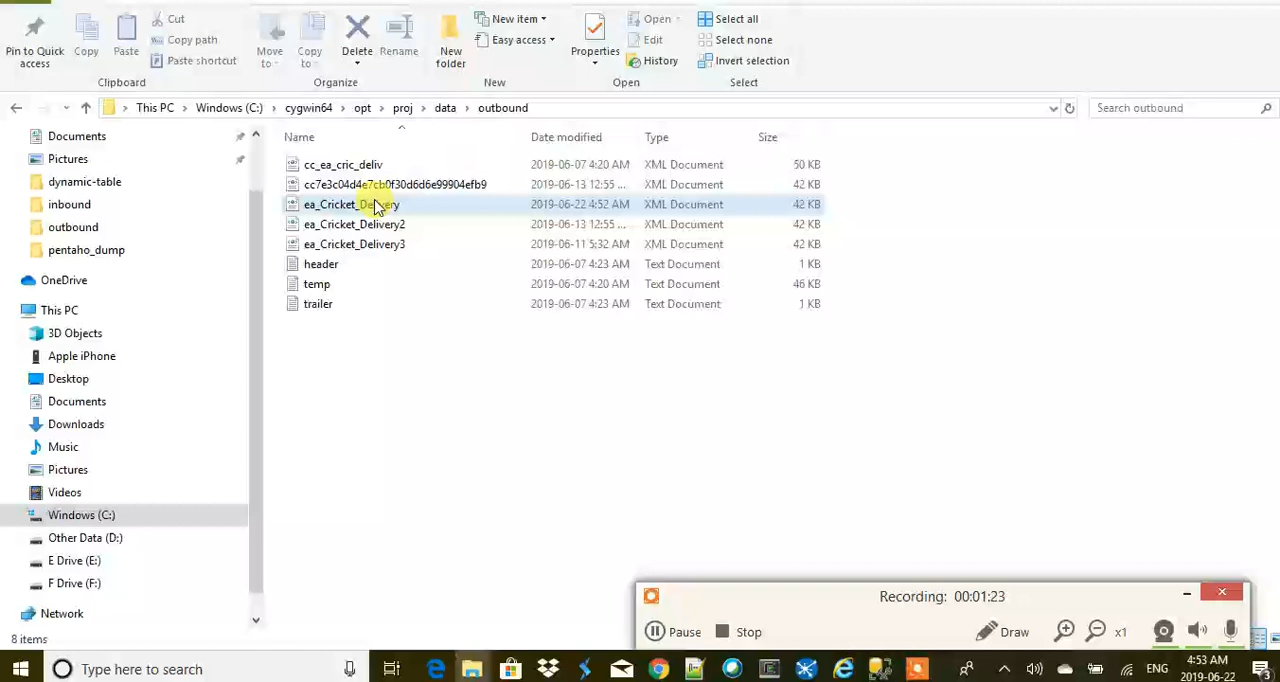 Pin to Quick access
Copy
Paste
Cut
Copy path
Paste shortcut
Clipboard
Move to
Copy to
Delete
Rename
Organize
New folder
New item
Easy access
New
Properties
Open
Edit
History
Open
Select all
Select none
Invert selection
Select
This PC > Windows (C:) > cygwin64 > opt > proj > data > outbound
Search outbound
Name Date modified Type Size
cc_ea_cric_deliv 2019-06-07 4:20 AM XML Document 50 KB
cc7e3c04d4e7cb0f30d6d6e99904efb9 2019-06-13 12:55 ... XML Document 42 KB
ea_Cricket_Delivery 2019-06-22 4:52 AM XML Document 42 KB
ea_Cricket_Delivery2 2019-06-13 12:55 ... XML Document 42 KB
ea_Cricket_Delivery3 2019-06-11 5:32 AM XML Document 42 KB
header 2019-06-07 4:23 AM Text Document 1 KB
temp 2019-06-07 4:20 AM Text Document 46 KB
trailer 2019-06-07 4:23 AM Text Document 1 KB
Documents
Pictures
dynamic-table
inbound
outbound
pentaho_dump
OneDrive
This PC
3D Objects
Apple iPhone
Desktop
Documents
Downloads
Music
Pictures
Videos
Windows (C:)
Other Data (D:)
E Drive (E:)
F Drive (F:)
Network
8 items
Recording: 00:01:23
Pause
Stop
Draw
x1
Type here to search
ENG
4:53 AM
2019-06-22
3